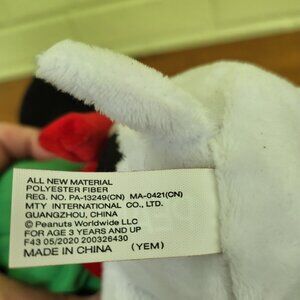 ALL NEW MATERIAL
POLYESTER FIBER
REG. NO. PA-13249(CN) MA-0421(CN)
MTY INTERNATIONAL CO., LTD.
GUANGZHOU, CHINA
© Peanuts Worldwide LLC
FOR AGE 3 YEARS AND UP
F43 05/2020 200326430
MADE IN CHINA (YEM)